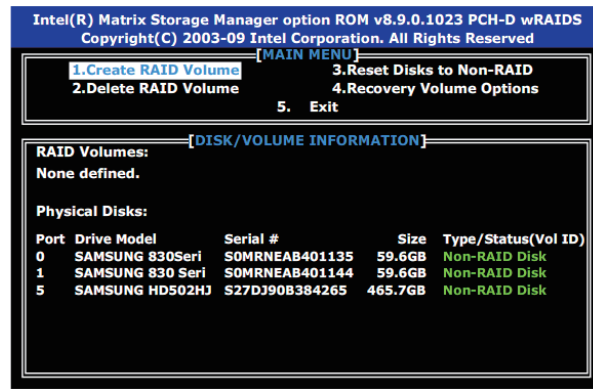 Intel(R) Matrix Storage Manager option ROM v8.9.0.1023 PCH-D wRAID5
Copyright(C) 2003-09 Intel Corporation. All Rights Reserved
[MAIN MENU]
1.Create RAID Volume 3.Reset Disks to Non-RAID
2.Delete RAID Volume 4.Recovery Volume Options
5. Exit
[DISK/VOLUME INFORMATION]
RAID Volumes:
None defined.
Physical Disks:
Port Drive Model Serial # Size Type/Status(Vol ID)
0 SAMSUNG 830Seri S0MRNEAB401135 59.6GB Non-RAID Disk
1 SAMSUNG 830 Seri S0MRNEAB401144 59.6GB Non-RAID Disk
5 SAMSUNG HD502HJ S27DJ90B384265 465.7GB Non-RAID Disk